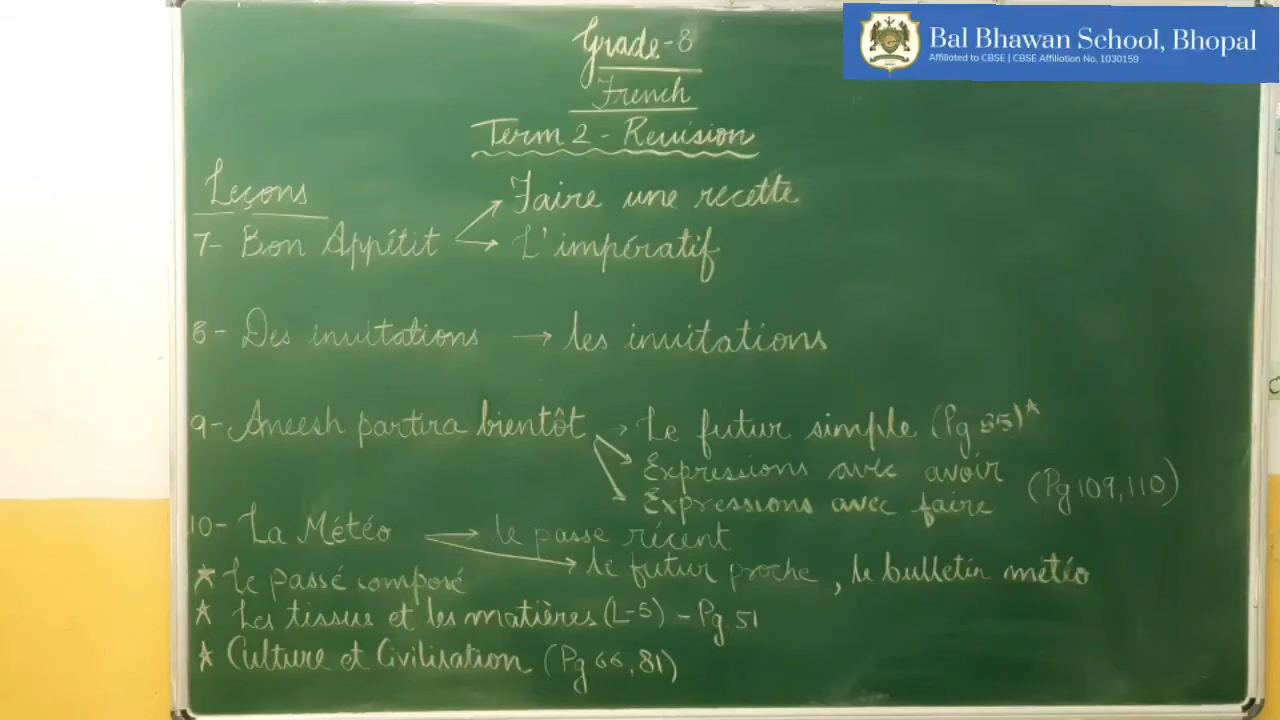 Bal Bhawan School, Bhopal
Affiliated to CBSE | CBSE Affiliation No. 1030159
Grade-8
French
Term 2 - Revision
Leçons
7- Bon Appétit
Faire une recette
L'impératif
8- Des invitations → les invitations
9- Aneesh partira bientôt → Le futur simple (Pg 85)*
Expressions avec avoir
Expressions avec faire (Pg 109,110)
10- La Météo → le passe récent
le futur proche, le bulletin météo
* Le passé composé
* Les tissus et les matières (L-5) - Pg. 51
* Culture et Civilisation (Pg 66,81)